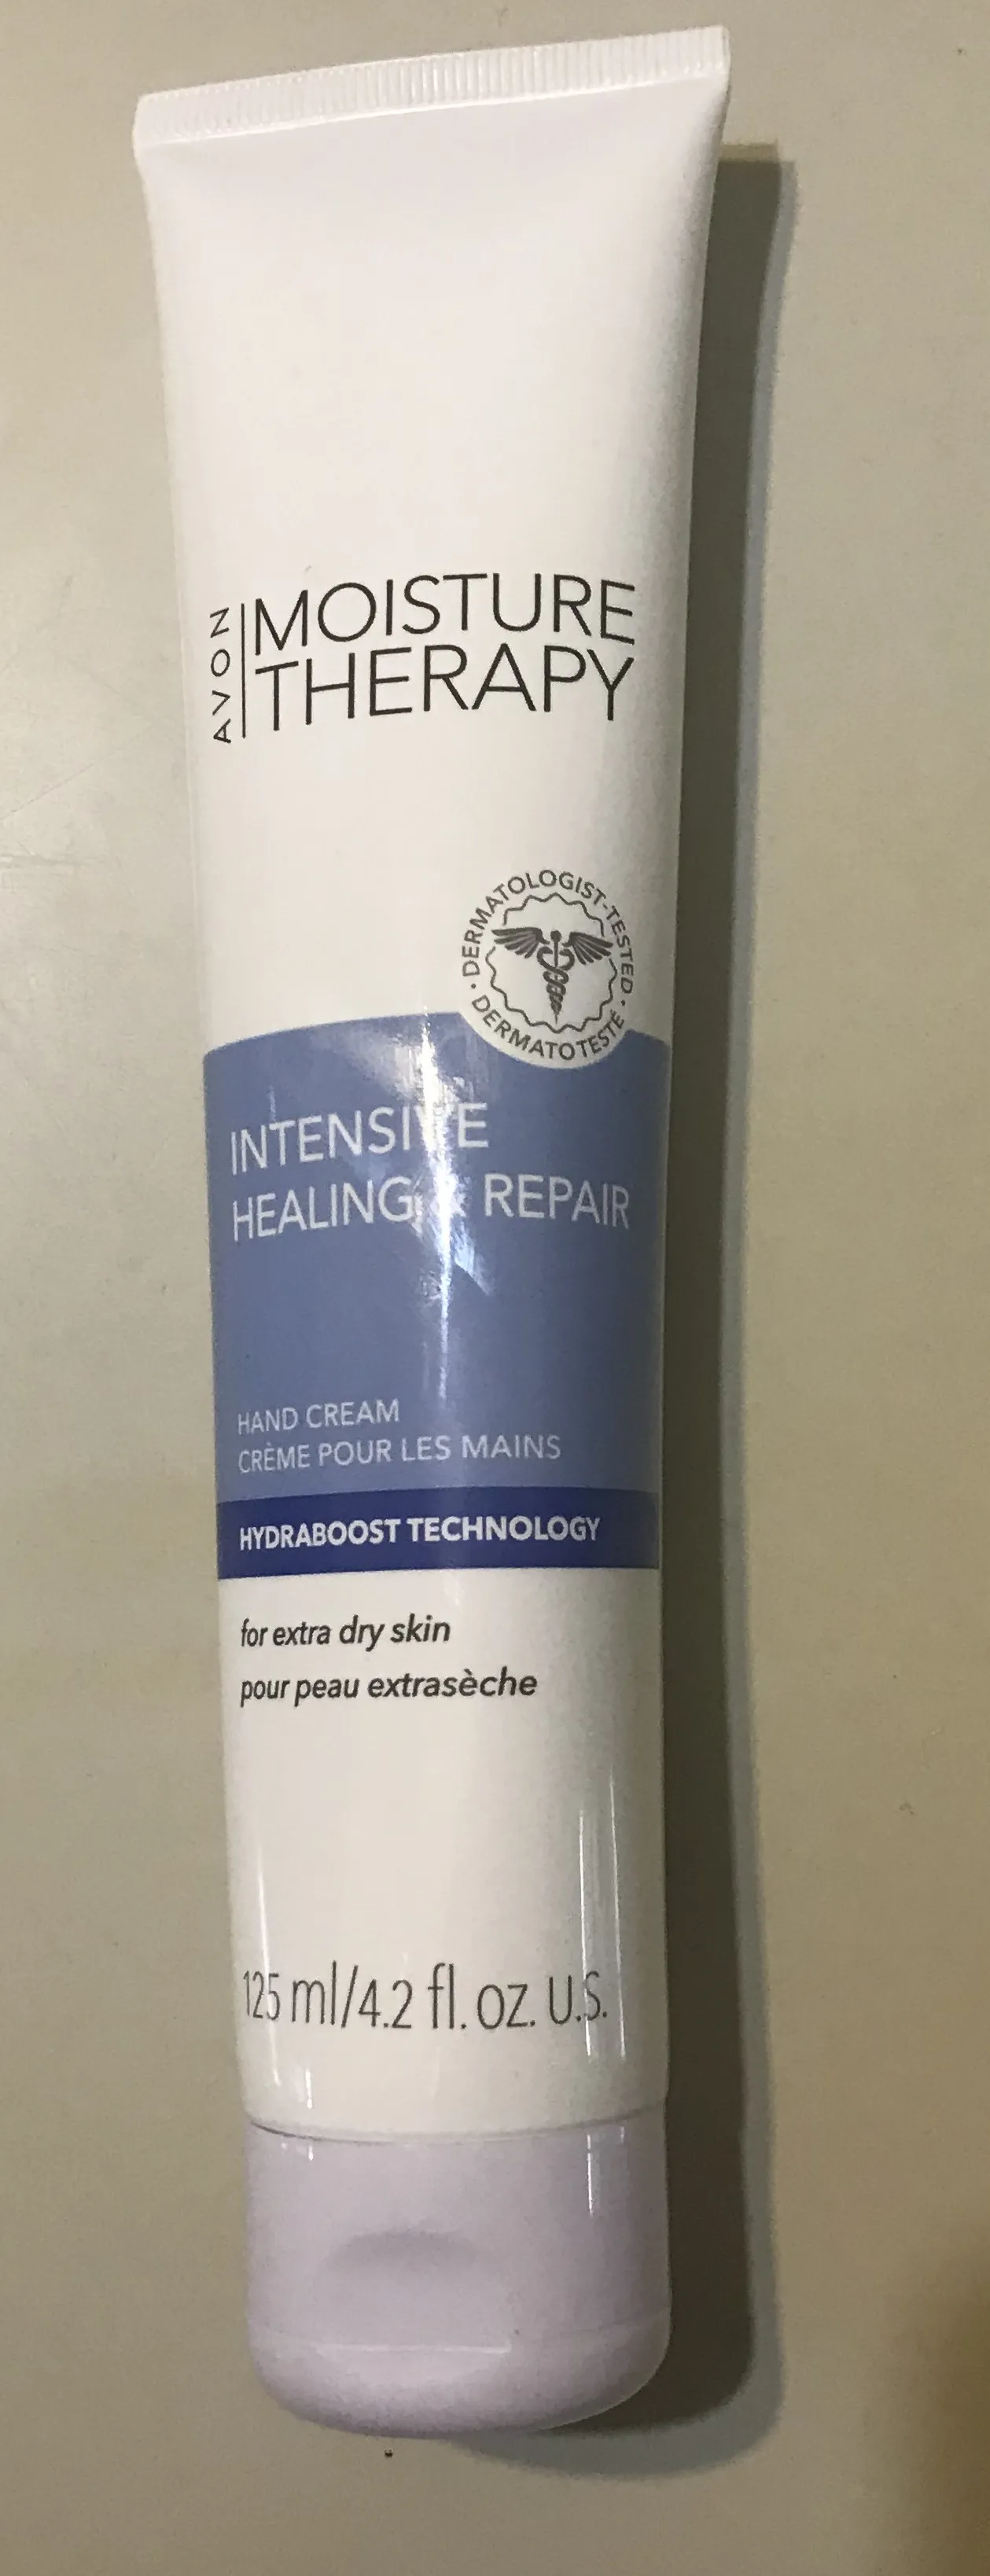 AVON
MOISTURE
THERAPY
· DERMATOLOGIST-TESTED ·
DERMATOTESTÉ
INTENSIVE
HEALING & REPAIR
HAND CREAM
CRÈME POUR LES MAINS
HYDRABOOST TECHNOLOGY
for extra dry skin
pour peau extrasèche
125 ml/4.2 fl. oz. U.S.